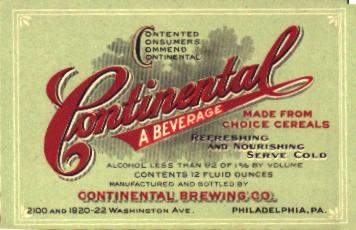 CONTENTED
CONSUMERS
COMMEND
CONTINENTAL
Continental
A BEVERAGE
MADE FROM
CHOICE CEREALS
REFRESHING
AND NOURISHING
SERVE COLD
ALCOHOL LESS THAN 1/2 OF 1% BY VOLUME
CONTENTS 12 FLUID OUNCES
MANUFACTURED AND BOTTLED BY
CONTINENTAL BREWING CO.
2100 AND 1920-22 WASHINGTON AVE. PHILADELPHIA, PA.